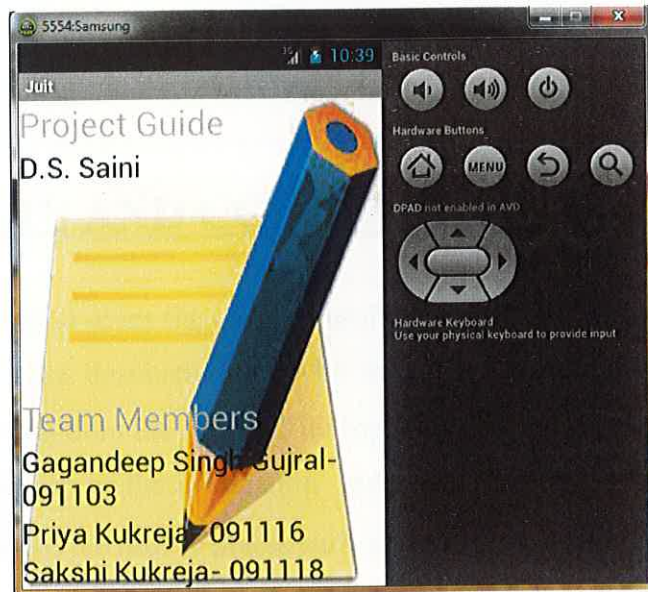 5554:Samsung
3G 10:39
Juit
Project Guide
D.S. Saini
Team Members
Gagandeep Singh Gujral-
091103
Priya Kukreja- 091116
Sakshi Kukreja- 091118
Basic Controls
Hardware Buttons
MENU
DPAD not enabled in AVD
Hardware Keyboard
Use your physical keyboard to provide input